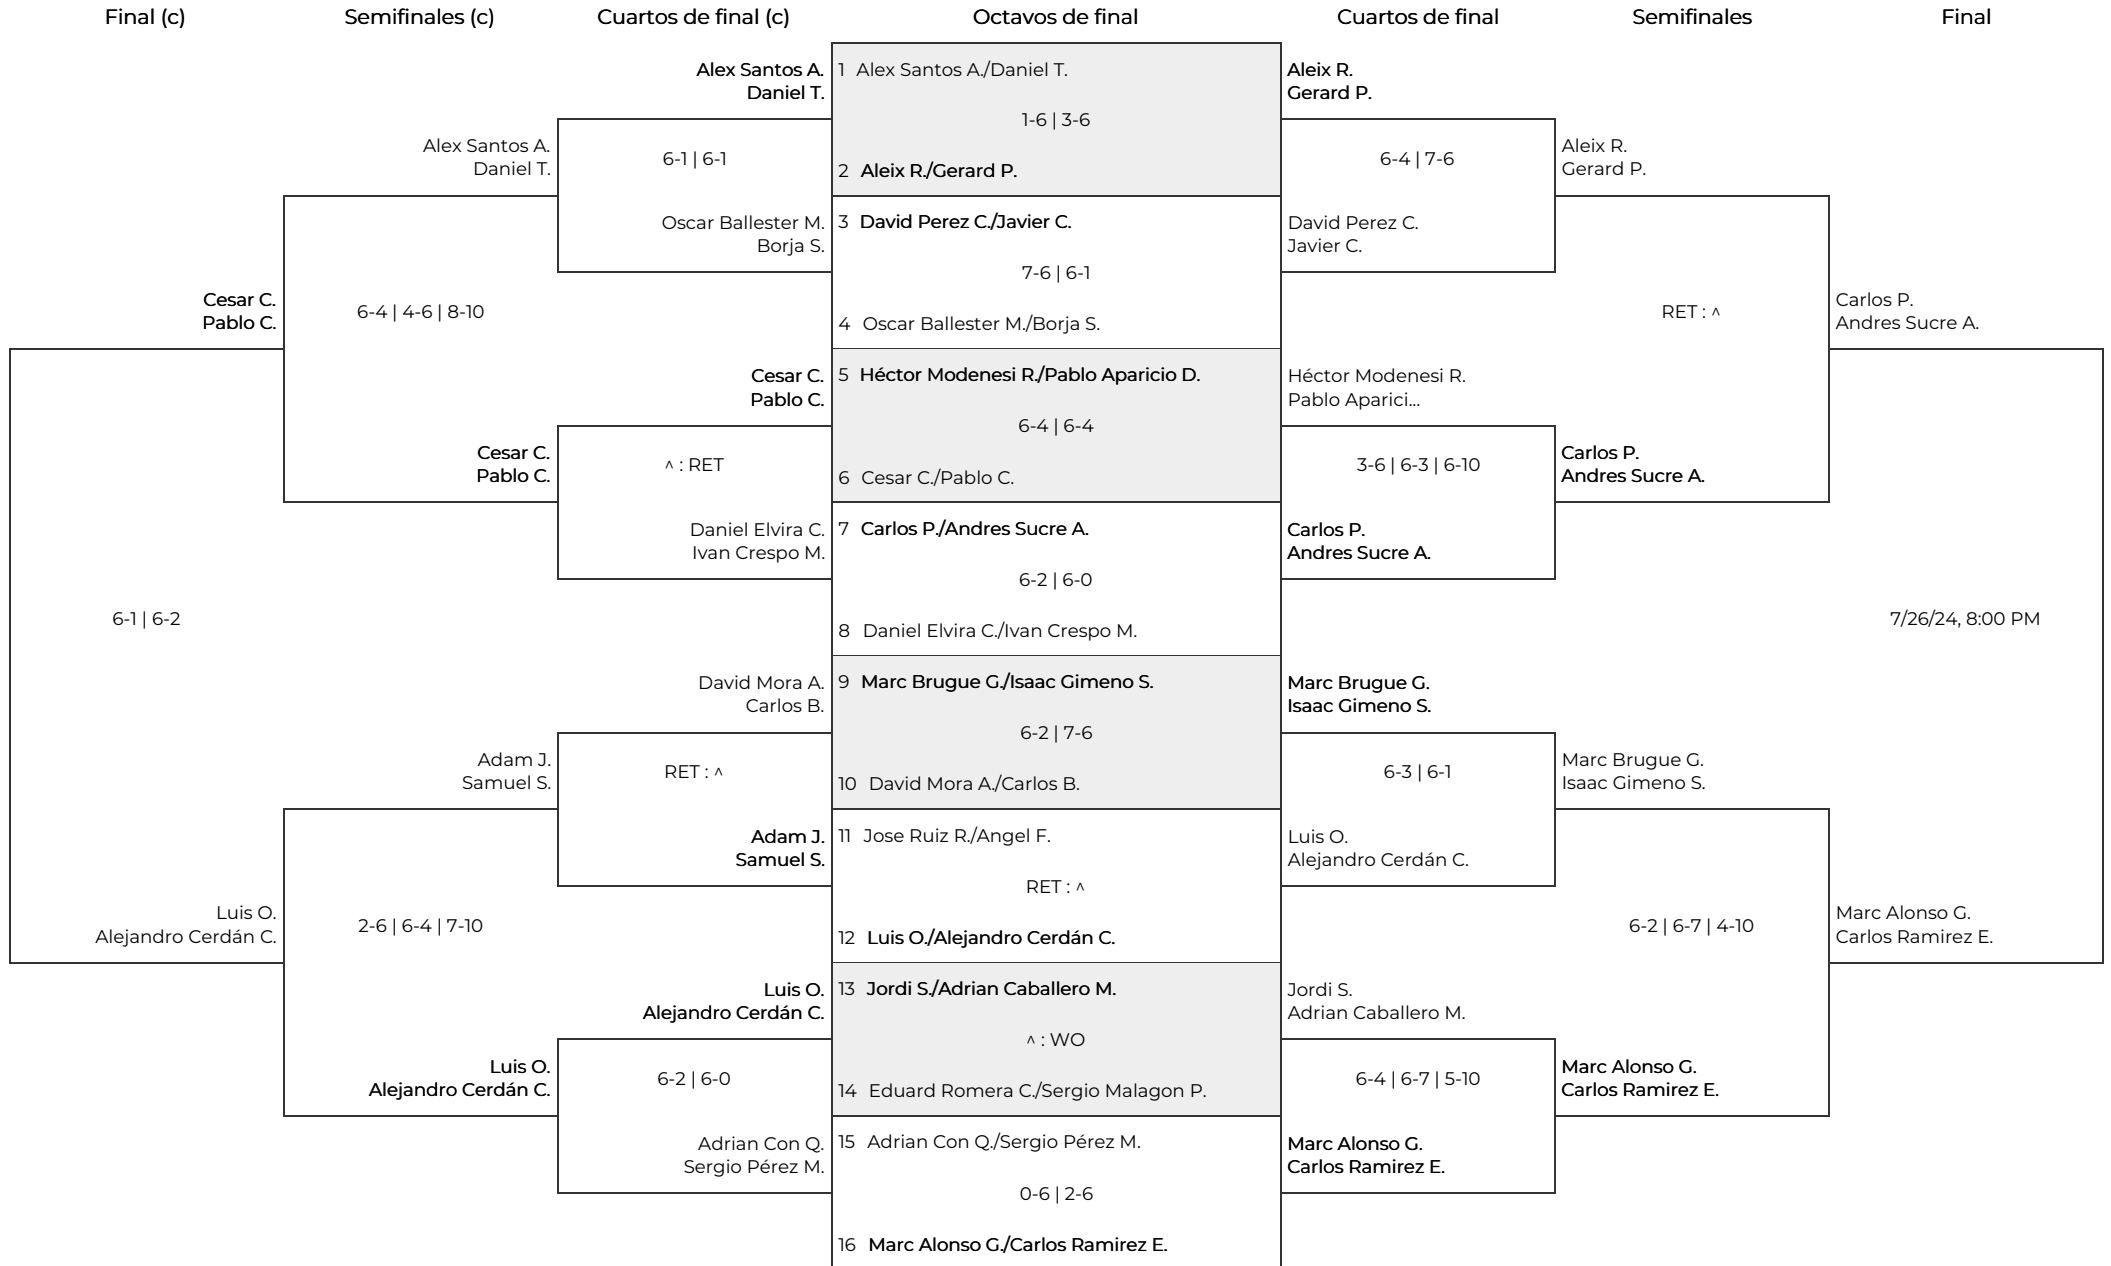 Final (c)
Semifinales (c)
Cuartos de final (c)
Octavos de final
Cuartos de final
Semifinales
Final
Cesar C.
Pablo C.
6-1 | 6-2
Luis O.
Alejandro Cerdán C.
Alex Santos A.
Daniel T.
6-4 | 4-6 | 8-10
Cesar C.
Pablo C.
Adam J.
Samuel S.
2-6 | 6-4 | 7-10
Luis O.
Alejandro Cerdán C.
Alex Santos A.
Daniel T.
6-1 | 6-1
Oscar Ballester M.
Borja S.
Cesar C.
Pablo C.
^ : RET
Daniel Elvira C.
Ivan Crespo M.
David Mora A.
Carlos B.
RET : ^
Adam J.
Samuel S.
Luis O.
Alejandro Cerdán C.
6-2 | 6-0
Adrian Con Q.
Sergio Pérez M.
1 Alex Santos A./Daniel T.
1-6 | 3-6
2 Aleix R./Gerard P.
3 David Perez C./Javier C.
7-6 | 6-1
4 Oscar Ballester M./Borja S.
5 Héctor Modenesi R./Pablo Aparicio D.
6-4 | 6-4
6 Cesar C./Pablo C.
7 Carlos P./Andres Sucre A.
6-2 | 6-0
8 Daniel Elvira C./Ivan Crespo M.
9 Marc Brugue G./Isaac Gimeno S.
6-2 | 7-6
10 David Mora A./Carlos B.
11 Jose Ruiz R./Angel F.
RET : ^
12 Luis O./Alejandro Cerdán C.
13 Jordi S./Adrian Caballero M.
^ : WO
14 Eduard Romera C./Sergio Malagon P.
15 Adrian Con Q./Sergio Pérez M.
0-6 | 2-6
16 Marc Alonso G./Carlos Ramirez E.
Aleix R.
Gerard P.
6-4 | 7-6
David Perez C.
Javier C.
Héctor Modenesi R.
Pablo Aparici...
3-6 | 6-3 | 6-10
Carlos P.
Andres Sucre A.
Marc Brugue G.
Isaac Gimeno S.
6-3 | 6-1
Luis O.
Alejandro Cerdán C.
Jordi S.
Adrian Caballero M.
6-4 | 6-7 | 5-10
Marc Alonso G.
Carlos Ramirez E.
Aleix R.
Gerard P.
RET : ^
Carlos P.
Andres Sucre A.
Marc Brugue G.
Isaac Gimeno S.
6-2 | 6-7 | 4-10
Marc Alonso G.
Carlos Ramirez E.
Carlos P.
Andres Sucre A.
7/26/24, 8:00 PM
Marc Alonso G.
Carlos Ramirez E.